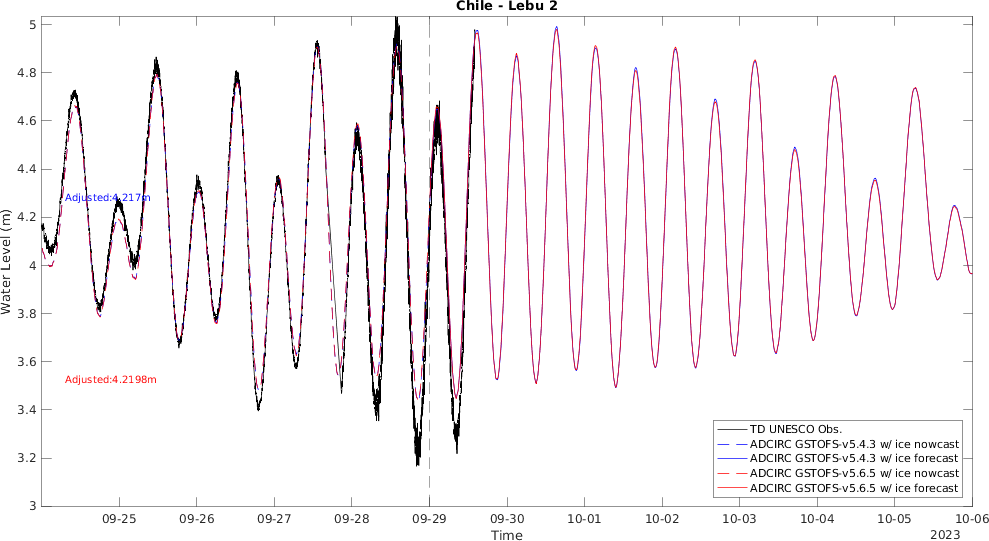 Chile - Lebu 2
Water Level (m)
5
4.8
4.6
4.4
4.2
4
3.8
3.6
3.4
3.2
3
Adjusted:4.217m
Adjusted:4.2198m
TD UNESCO Obs.
ADCIRC GSTOFS-v5.4.3 w/ ice nowcast
ADCIRC GSTOFS-v5.4.3 w/ ice forecast
ADCIRC GSTOFS-v5.6.5 w/ ice nowcast
ADCIRC GSTOFS-v5.6.5 w/ ice forecast
09-25 09-26 09-27 09-28 09-29 09-30 10-01 10-02 10-03 10-04 10-05 10-06
Time
2023